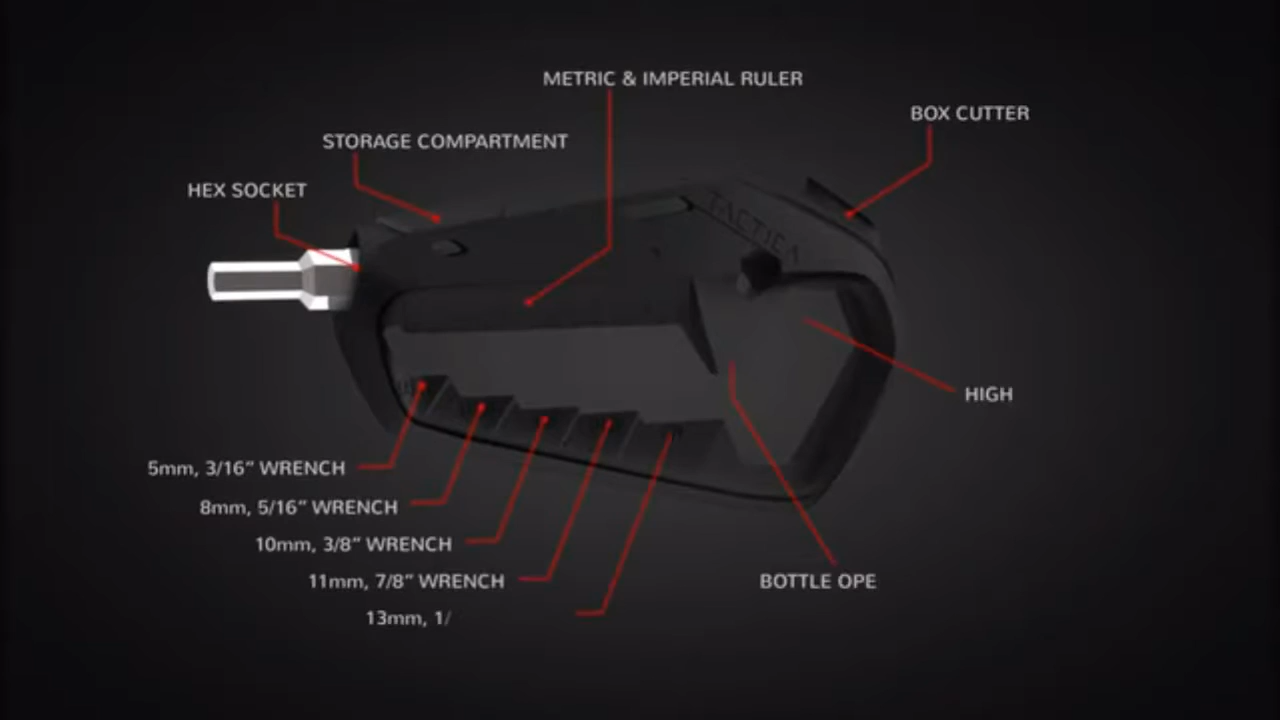 METRIC & IMPERIAL RULER
BOX CUTTER
STORAGE COMPARTMENT
HEX SOCKET
TACTICA
HIGH
5mm, 3/16” WRENCH
8mm, 5/16” WRENCH
10mm, 3/8” WRENCH
11mm, 7/8” WRENCH
BOTTLE OPE
13mm, 1/